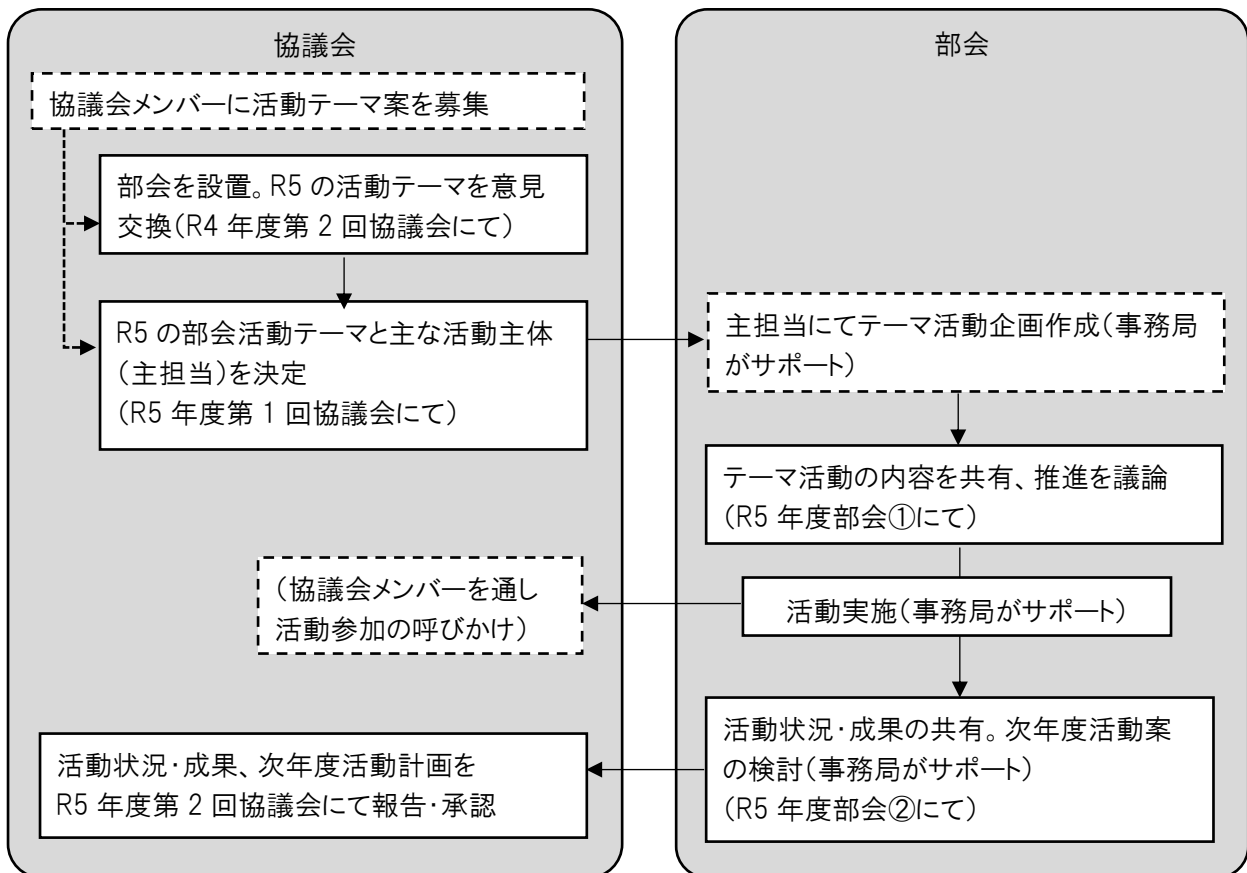 協議会
協議会メンバーに活動テーマ案を募集
部会を設置。R5 の活動テーマを意見
交換(R4 年度第 2 回協議会にて)
R5 の部会活動テーマと主な活動主体
(主担当)を決定
(R5 年度第 1 回協議会にて)
(協議会メンバーを通し
活動参加の呼びかけ)
活動状況・成果、次年度活動計画を
R5 年度第 2 回協議会にて報告・承認
部会
主担当にてテーマ活動企画作成(事務局
がサポート)
テーマ活動の内容を共有、推進を議論
(R5 年度部会①にて)
活動実施(事務局がサポート)
活動状況・成果の共有。次年度活動案
の検討(事務局がサポート)
(R5 年度部会②にて)